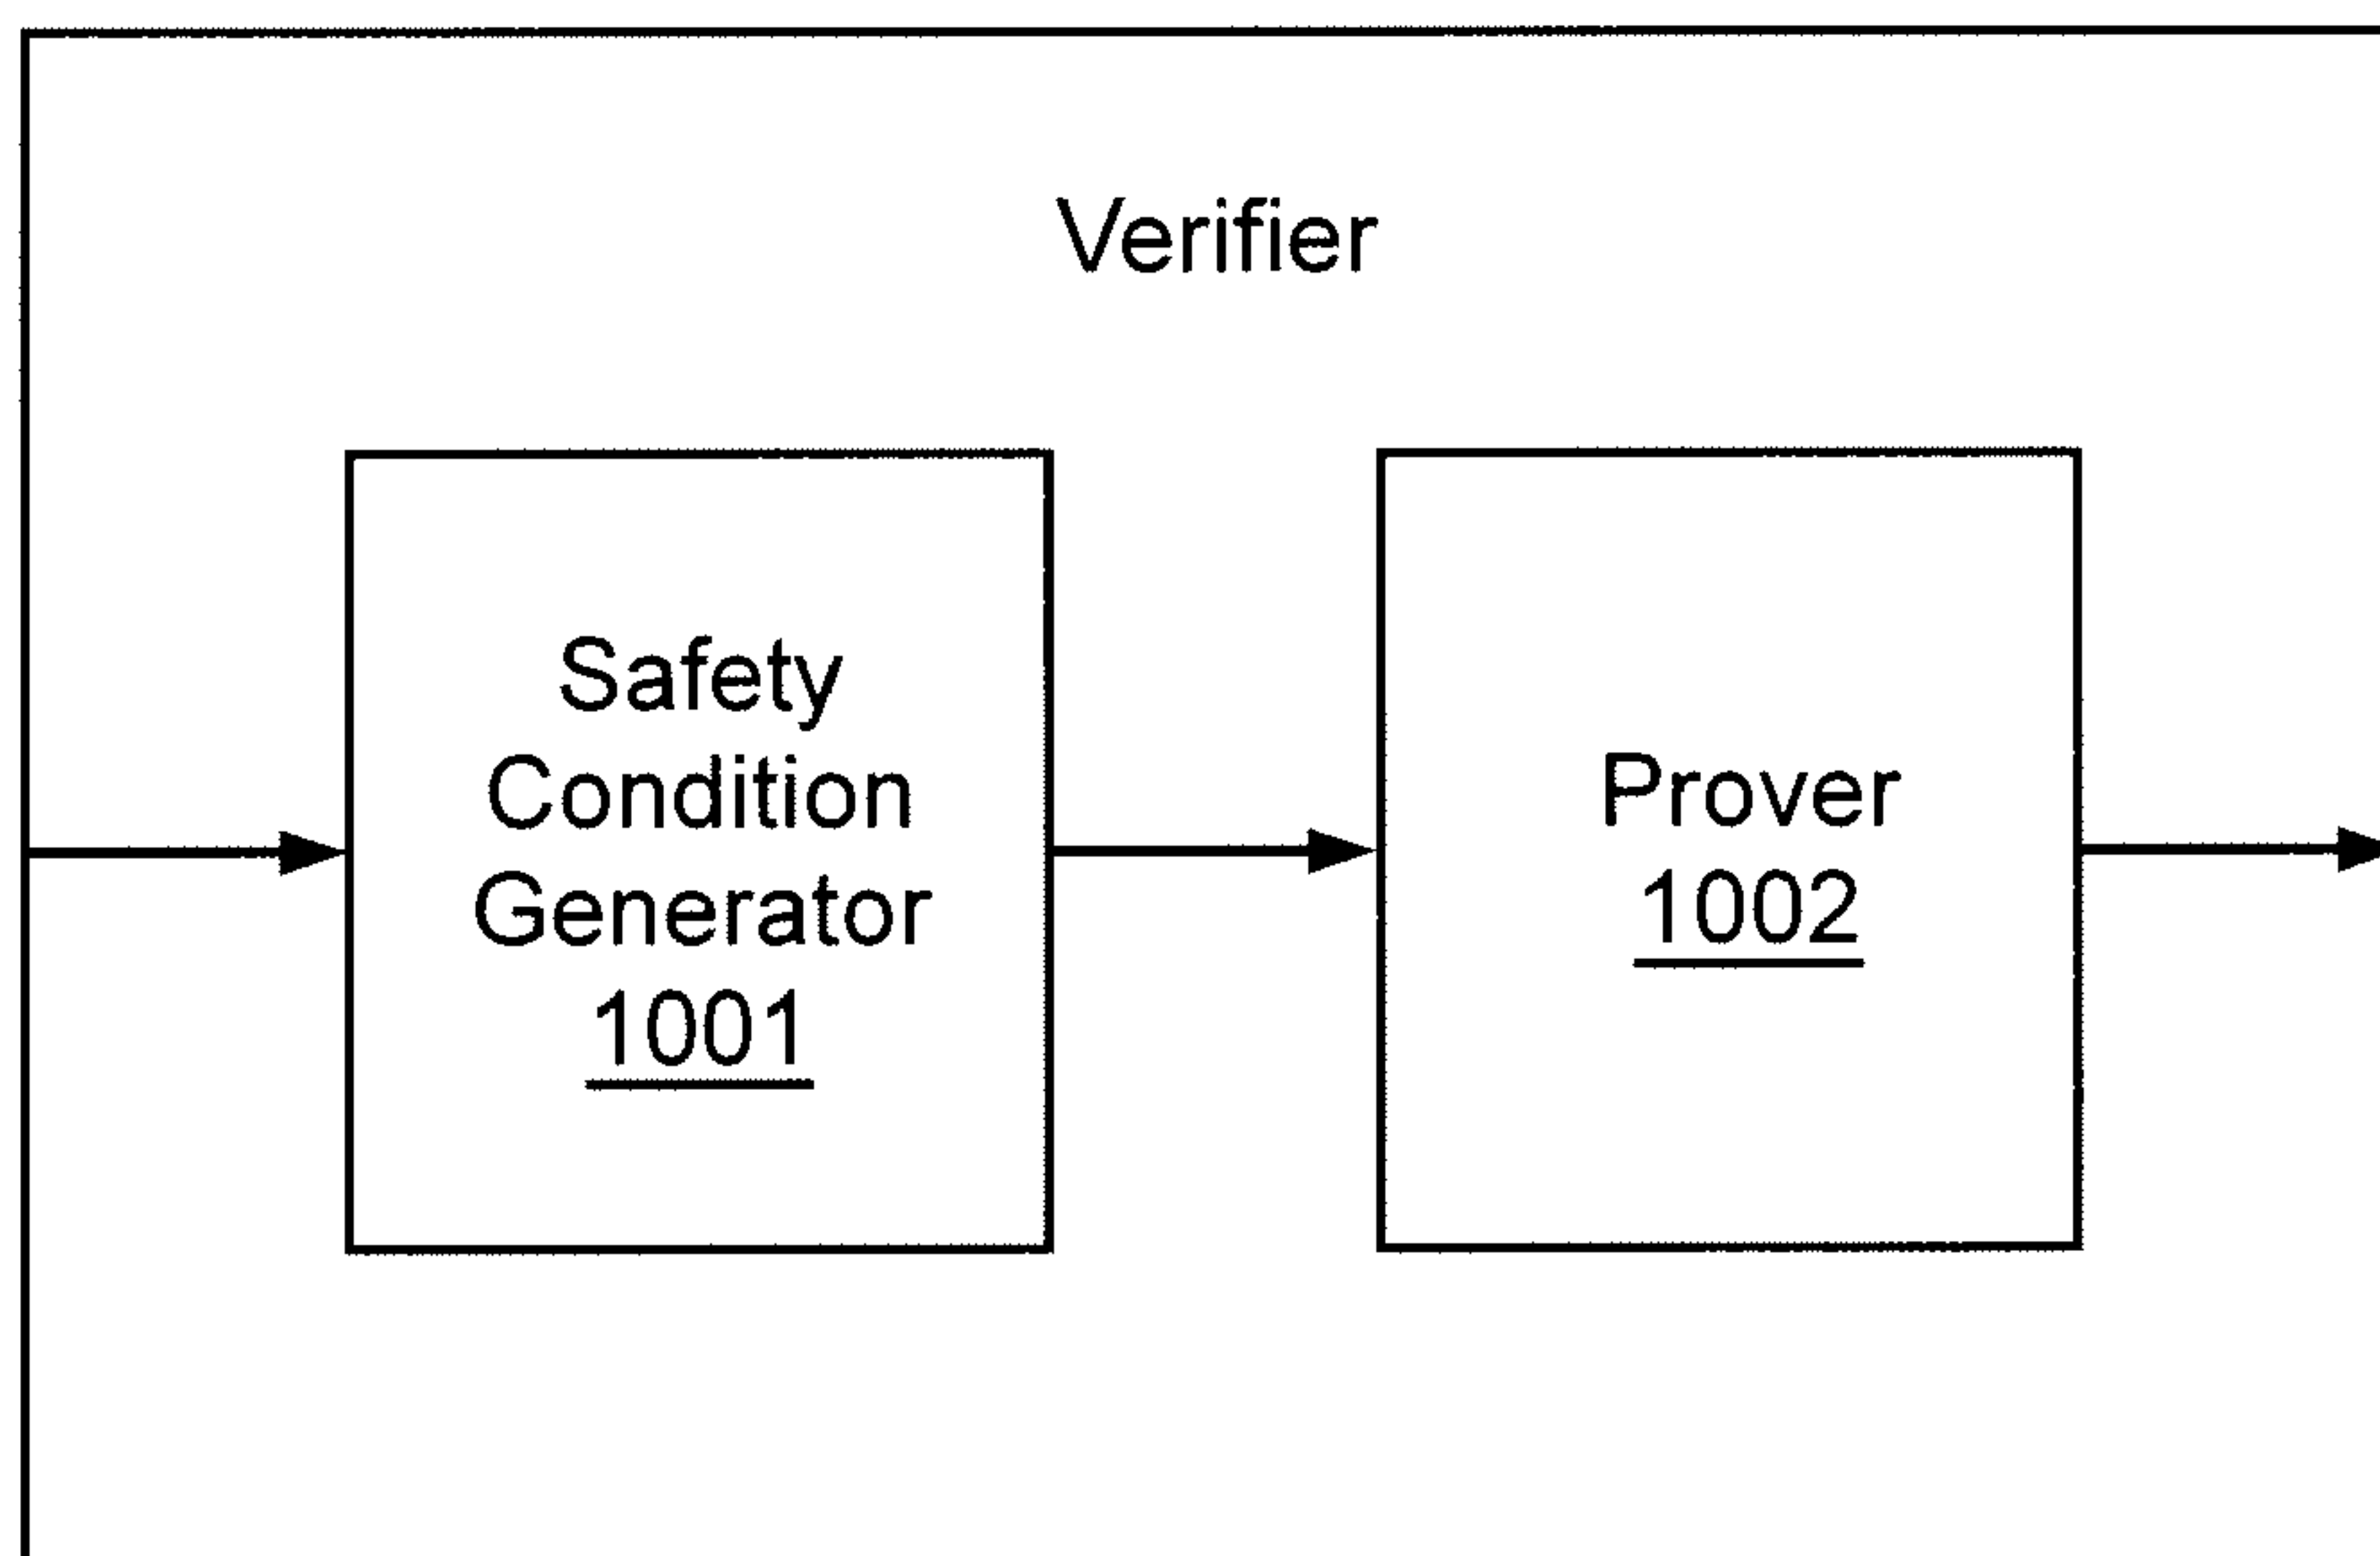 Verifier
Safety
Condition
Generator
1001
Prover
1002